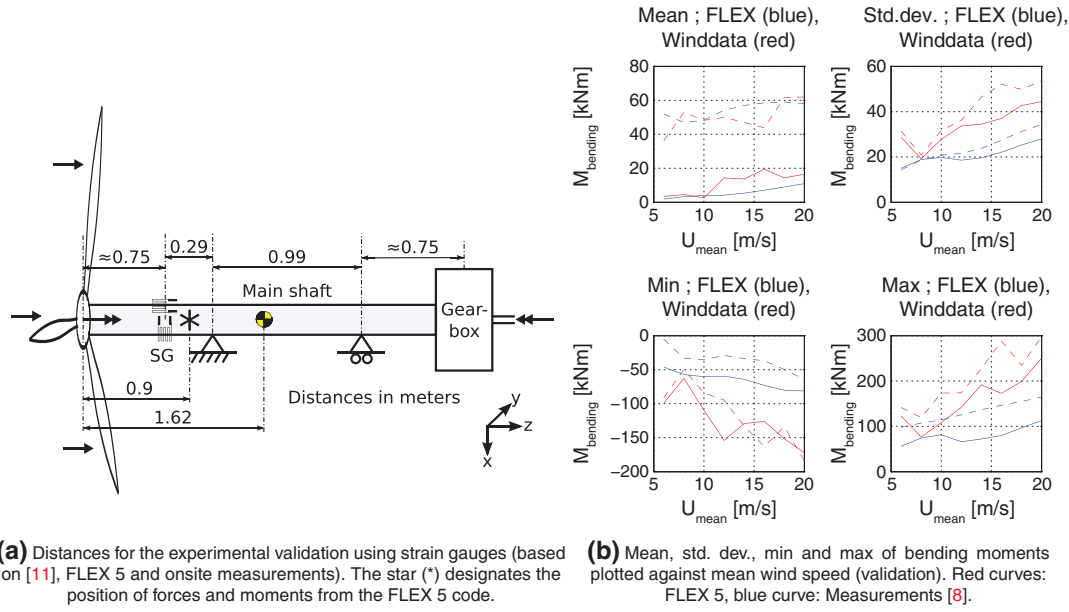 ≈0.75
0.29
0.99
≈0.75
Main shaft
Gear-
box
SG
0.9
1.62
Distances in meters
y
z
x
(a) Distances for the experimental validation using strain gauges (based
on [11], FLEX 5 and onsite measurements). The star (*) designates the
position of forces and moments from the FLEX 5 code.
Mean ; FLEX (blue),
Winddata (red)
M_bending [kNm]
80
60
40
20
0
5 10 15 20
U_mean [m/s]
Std.dev. ; FLEX (blue),
Winddata (red)
M_bending [kNm]
60
40
20
0
5 10 15 20
U_mean [m/s]
Min ; FLEX (blue),
Winddata (red)
M_bending [kNm]
−0
−50
−100
−150
−200
5 10 15 20
U_mean [m/s]
Max ; FLEX (blue),
Winddata (red)
M_bending [kNm]
300
200
100
0
5 10 15 20
U_mean [m/s]
(b) Mean, std. dev., min and max of bending moments
plotted against mean wind speed (validation). Red curves:
FLEX 5, blue curve: Measurements [8].